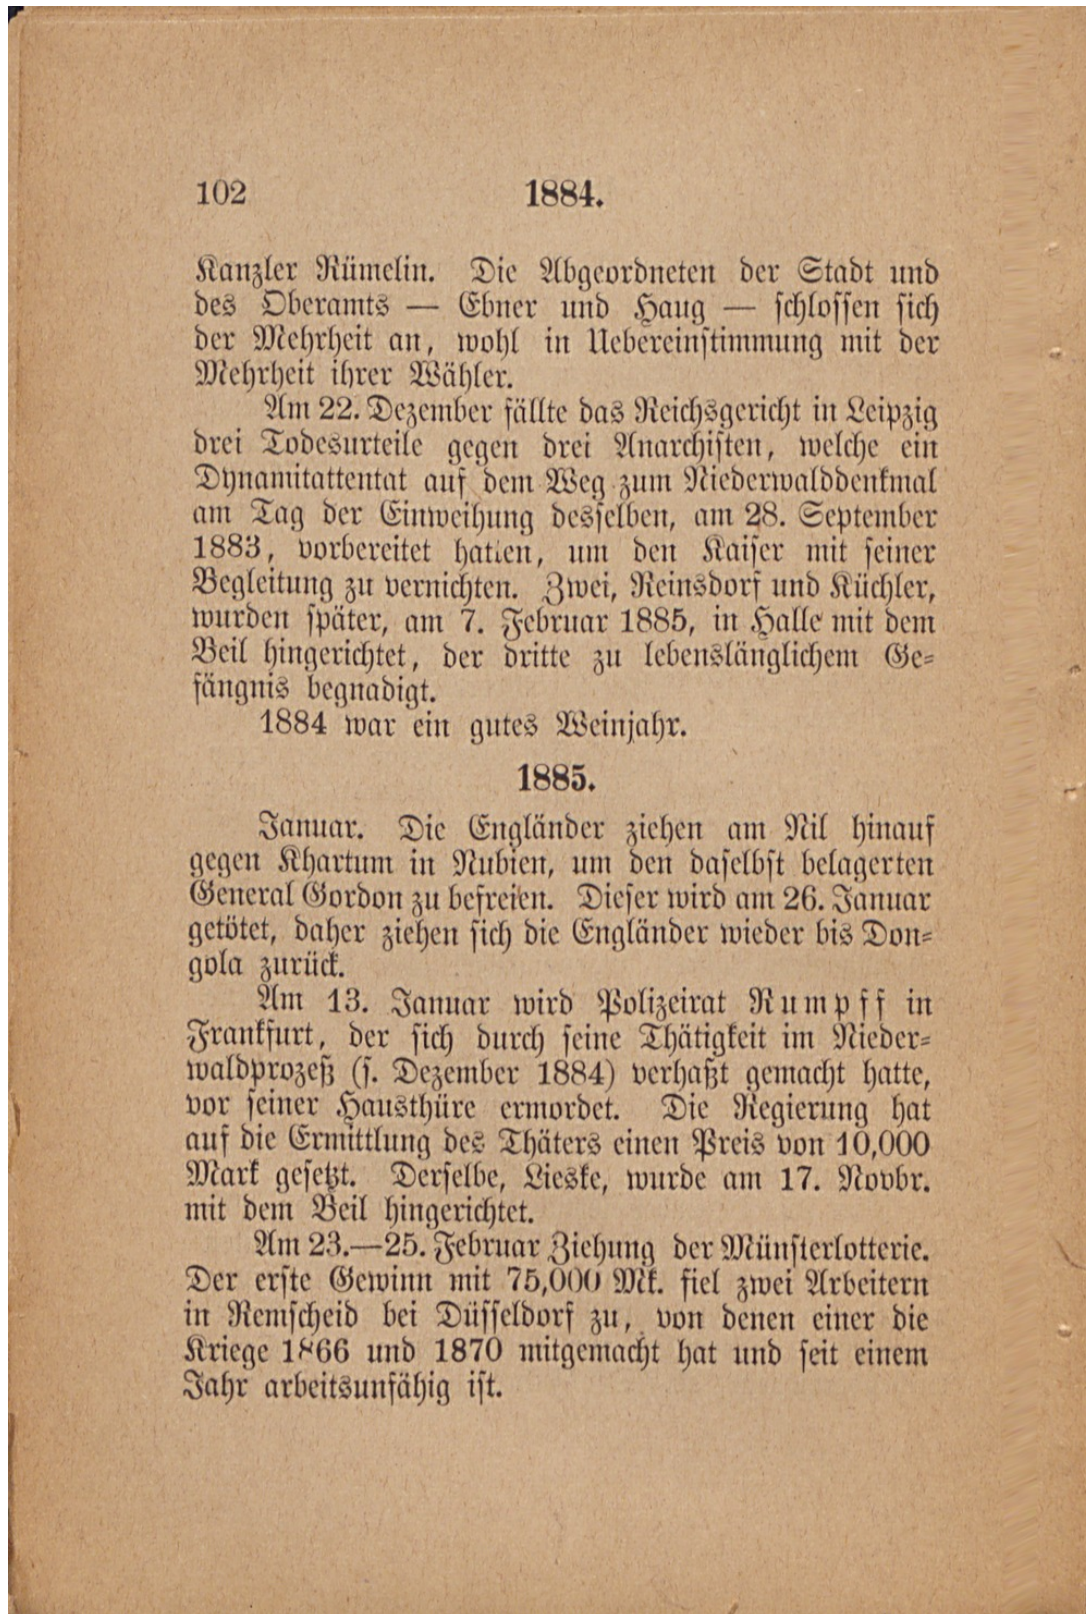 102 1884.
Kanzler Rümelin. Die Abgeordneten der Stadt und
des Oberamts — Ebner und Haug — schlossen sich
der Mehrheit an, wohl in Uebereinstimmung mit der
Mehrheit ihrer Wähler.
Am 22. Dezember fällte das Reichsgericht in Leipzig
drei Todesurteile gegen drei Anarchisten, welche ein
Dynamitattentat auf dem Weg zum Niederwalddenkmal
am Tag der Einweihung desselben, am 28. September
1883, vorbereitet hatten, um den Kaiser mit seiner
Begleitung zu vernichten. Zwei, Reinsdorf und Küchler,
wurden später, am 7. Februar 1885, in Halle mit dem
Beil hingerichtet, der dritte zu lebenslänglichem Ge-
fängnis begnadigt.
1884 war ein gutes Weinjahr.
1885.
Januar. Die Engländer ziehen am Nil hinauf
gegen Khartum in Nubien, um den daselbst belagerten
General Gordon zu befreien. Dieser wird am 26. Januar
getötet, daher ziehen sich die Engländer wieder bis Don-
gola zurück.
Am 13. Januar wird Polizeirat Rumpff in
Frankfurt, der sich durch seine Thätigkeit im Nieder-
waldprozeß (s. Dezember 1884) verhaßt gemacht hatte,
vor seiner Hausthüre ermordet. Die Regierung hat
auf die Ermittlung des Thäters einen Preis von 10,000
Mark gesetzt. Derselbe, Lieske, wurde am 17. Novbr.
mit dem Beil hingerichtet.
Am 23.—25. Februar Ziehung der Münsterlotterie.
Der erste Gewinn mit 75,000 Mk. fiel zwei Arbeitern
in Remscheid bei Düsseldorf zu, von denen einer die
Kriege 1866 und 1870 mitgemacht hat und seit einem
Jahr arbeitsunfähig ist.